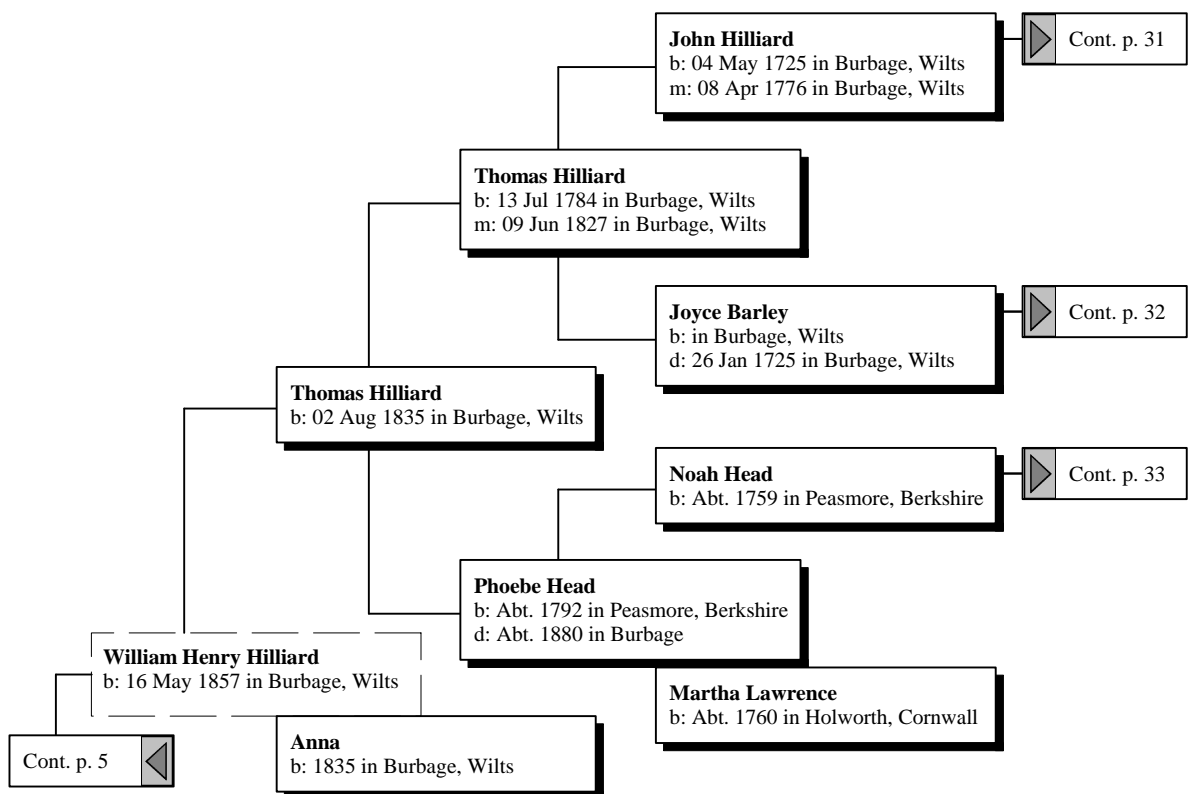 John Hilliard
b: 04 May 1725 in Burbage, Wilts
m: 08 Apr 1776 in Burbage, Wilts
Cont. p. 31
Thomas Hilliard
b: 13 Jul 1784 in Burbage, Wilts
m: 09 Jun 1827 in Burbage, Wilts
Joyce Barley
b: in Burbage, Wilts
d: 26 Jan 1725 in Burbage, Wilts
Cont. p. 32
Thomas Hilliard
b: 02 Aug 1835 in Burbage, Wilts
Noah Head
b: Abt. 1759 in Peasmore, Berkshire
Cont. p. 33
Phoebe Head
b: Abt. 1792 in Peasmore, Berkshire
d: Abt. 1880 in Burbage
William Henry Hilliard
b: 16 May 1857 in Burbage, Wilts
Martha Lawrence
b: Abt. 1760 in Holworth, Cornwall
Cont. p. 5
Anna
b: 1835 in Burbage, Wilts